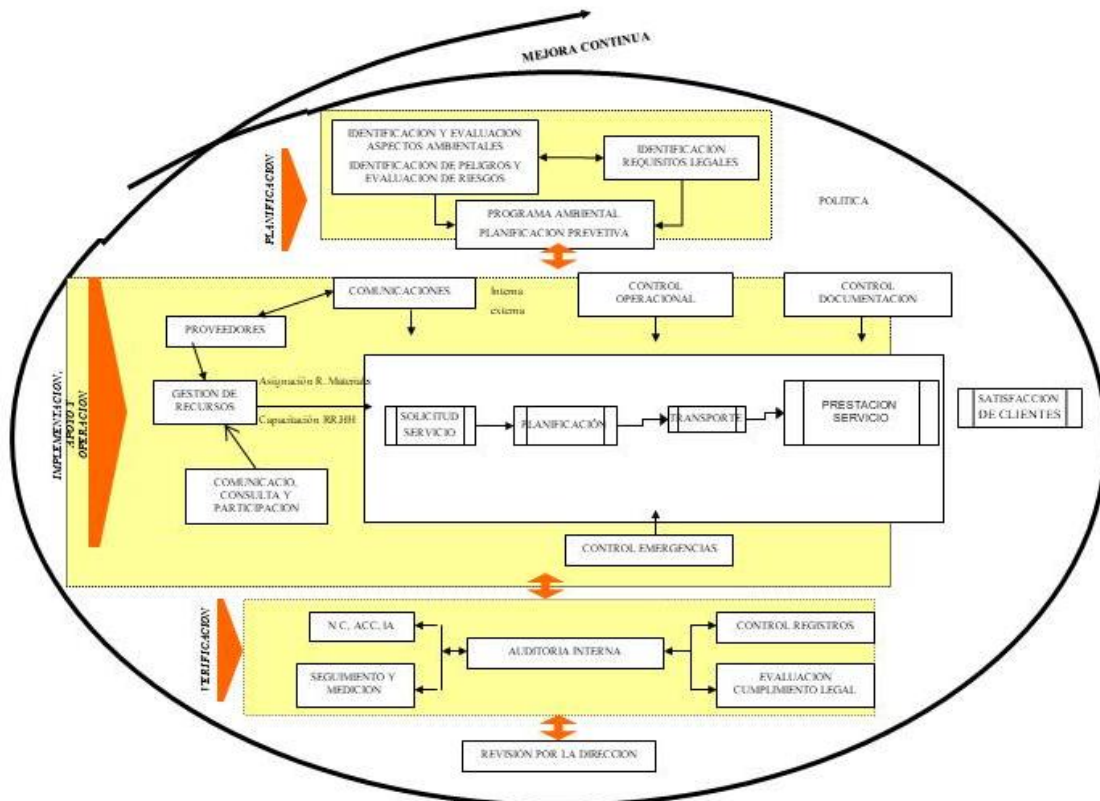 MEJORA CONTINUA
PLANIFICACION
IDENTIFICACION Y EVALUACION
ASPECTOS AMBIENTALES
IDENTIFICACION DE PELIGROS Y
EVALUACION DE RIESGOS
IDENTIFICACION
REQUISITOS LEGALES
PROGRAMA AMBIENTAL
PLANIFICACION PREVETIVA
POLITICA
IMPLEMENTACION,
APOYO Y
OPERACION
COMUNICACIONES
Interna
externa
CONTROL
OPERACIONAL
CONTROL
DOCUMENTACION
PROVEEDORES
GESTION DE
RECURSOS
Asignación R. Materiales
Capacitación RRHH
COMUNICACIO,
CONSULTA Y
PARTICIPACION
SOLICITUD
SERVICIO
PLANIFICACIÓN
TRANSPORTE
PRESTACION
SERVICIO
SATISFACCION
DE CLIENTES
CONTROL EMERGENCIAS
VERIFICACION
N C, ACC, IA
SEGUIMIENTO Y
MEDICION
AUDITORIA INTERNA
CONTROL REGISTROS
EVALUACION
CUMPLIMIENTO LEGAL
REVISIÓN POR LA DIRECCION